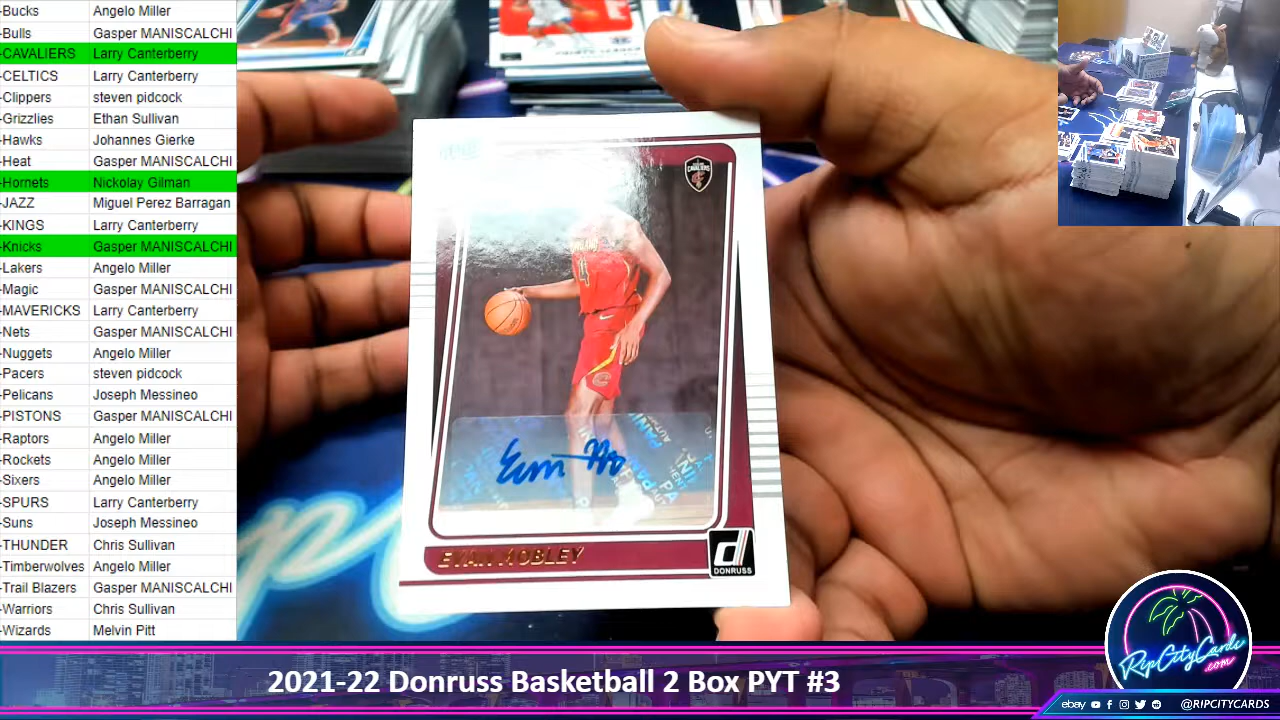 -Bucks Angelo Miller
-Bulls Gasper MANISCALCHI
-CAVALIERS Larry Canterberry
-CELTICS Larry Canterberry
-Clippers steven pidcock
-Grizzlies Ethan Sullivan
-Hawks Johannes Gierke
-Heat Gasper MANISCALCHI
-Hornets Nickolay Gilman
-JAZZ Miguel Perez Barragan
-KINGS Larry Canterberry
-Knicks Gasper MANISCALCHI
-Lakers Angelo Miller
-Magic Gasper MANISCALCHI
-MAVERICKS Larry Canterberry
-Nets Gasper MANISCALCHI
-Nuggets Angelo Miller
-Pacers steven pidcock
-Pelicans Joseph Messineo
-PISTONS Gasper MANISCALCHI
-Raptors Angelo Miller
-Rockets Angelo Miller
-Sixers Angelo Miller
-SPURS Larry Canterberry
-Suns Joseph Messineo
-THUNDER Chris Sullivan
-Timberwolves Angelo Miller
-Trail Blazers Gasper MANISCALCHI
-Warriors Chris Sullivan
-Wizards Melvin Pitt
CAVALIERS
4
EVAN MOBLEY
DONRUSS
2021-22 Donruss Basketball 2 Box PYT #3
RipCityCards
.com
ebay @RIPCITYCARDS